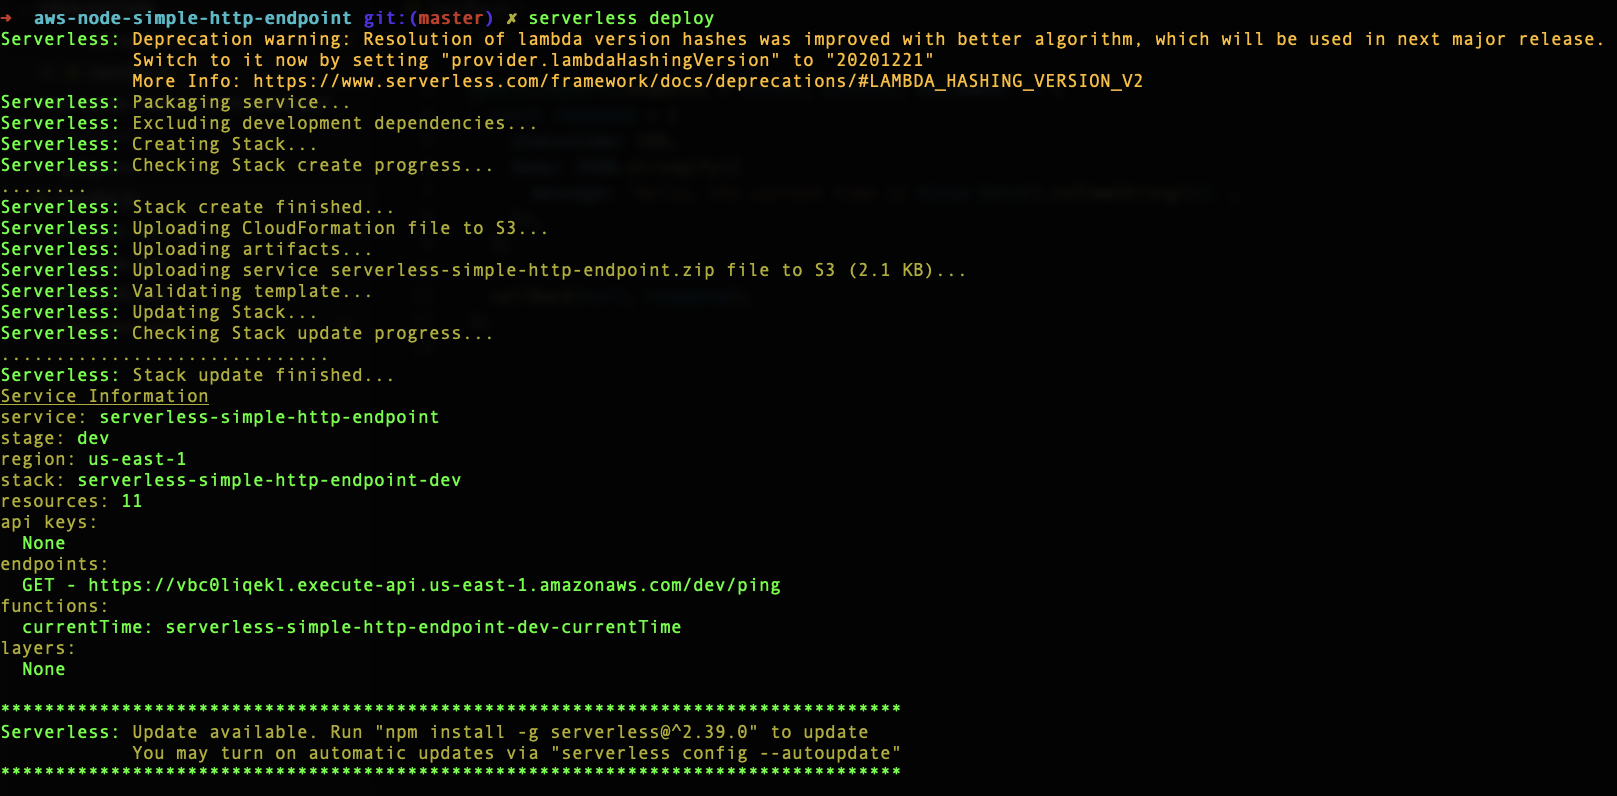 ➜ aws-node-simple-http-endpoint git:(master) ✗ serverless deploy
Serverless: Deprecation warning: Resolution of lambda version hashes was improved with better algorithm, which will be used in next major release.
Switch to it now by setting "provider.lambdaHashingVersion" to "20201221"
More Info: https://www.serverless.com/framework/docs/deprecations/#LAMBDA_HASHING_VERSION_V2
Serverless: Packaging service...
Serverless: Excluding development dependencies...
Serverless: Creating Stack...
Serverless: Checking Stack create progress...
........
Serverless: Stack create finished...
Serverless: Uploading CloudFormation file to S3...
Serverless: Uploading artifacts...
Serverless: Uploading service serverless-simple-http-endpoint.zip file to S3 (2.1 KB)...
Serverless: Validating template...
Serverless: Updating Stack...
Serverless: Checking Stack update progress...
..............................
Serverless: Stack update finished...
Service Information
service: serverless-simple-http-endpoint
stage: dev
region: us-east-1
stack: serverless-simple-http-endpoint-dev
resources: 11
api keys:
None
endpoints:
GET - https://vbc0liqekl.execute-api.us-east-1.amazonaws.com/dev/ping
functions:
currentTime: serverless-simple-http-endpoint-dev-currentTime
layers:
None
**********************************************************************************
Serverless: Update available. Run "npm install -g serverless@^2.39.0" to update
You may turn on automatic updates via "serverless config --autoupdate"
**********************************************************************************